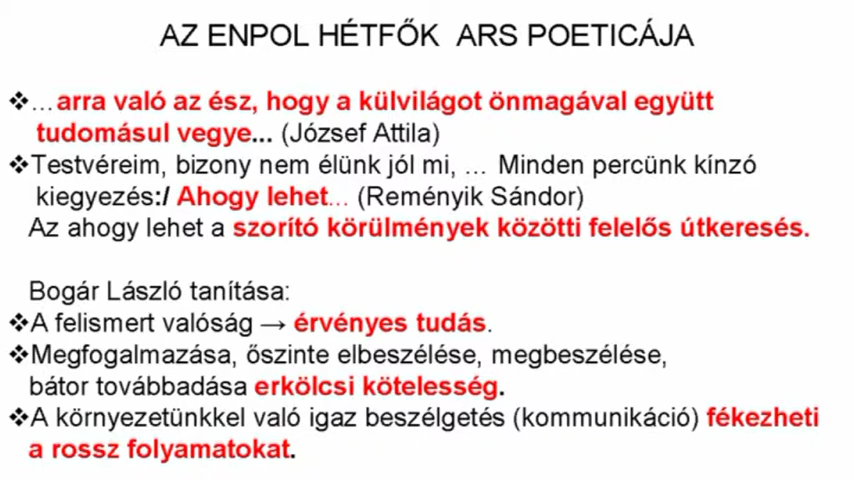 AZ ENPOL HÉTFŐK ARS POETICÁJA
❖...arra való az ész, hogy a külvilágot önmagával együtt
tudomásul vegye... (József Attila)
❖Testvéreim, bizony nem élünk jól mi, ... Minden percünk kínzó
kiegyezés:/ Ahogy lehet... (Reményik Sándor)
Az ahogy lehet a szorító körülmények közötti felelős útkeresés.
Bogár László tanítása:
❖A felismert valóság → érvényes tudás.
❖Megfogalmazása, őszinte elbeszélése, megbeszélése,
bátor továbbadása erkölcsi kötelesség.
❖A környezetünkkel való igaz beszélgetés (kommunikáció) fékezheti
a rossz folyamatokat.